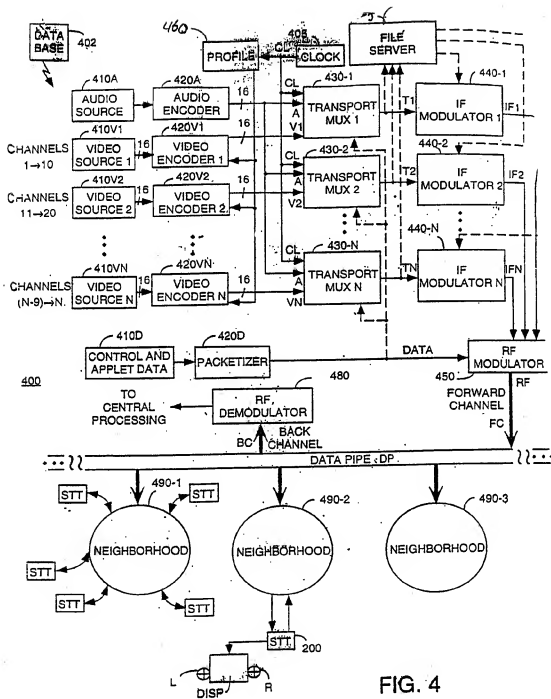 DATA BASE
402
460
PROFILE
CL
CLOCK
FILE SERVER
410A
AUDIO SOURCE
420A
AUDIO ENCODER
16
CL
A
V1
430-1
TRANSPORT MUX 1
T1
440-1
IF MODULATOR 1
IF1
CHANNELS 1→10
410V1
VIDEO SOURCE 1
16
420V1
VIDEO ENCODER 1
16
CL
A
V2
430-2
TRANSPORT MUX 2
T2
440-2
IF MODULATOR 2
IF2
CHANNELS 11→20
410V2
VIDEO SOURCE 2
16
420V2
VIDEO ENCODER 2
16
CHANNELS (N-9)→N
410VN
VIDEO SOURCE N
16
420VN
VIDEO ENCODER N
16
CL
A
VN
430-N
TRANSPORT MUX N
TN
440-N
IF MODULATOR N
IFN
410D
CONTROL AND APPLET DATA
420D
PACKETIZER
DATA
RF MODULATOR
450
RF
400
TO CENTRAL PROCESSING
480
RF DEMODULATOR
BC
BACK CHANNEL
FORWARD CHANNEL
FC
DATA PIPE DP
490-1
NEIGHBORHOOD
STT
STT
STT
STT
STT
490-2
NEIGHBORHOOD
490-3
NEIGHBORHOOD
STT
200
L
DISP
R
FIG. 4